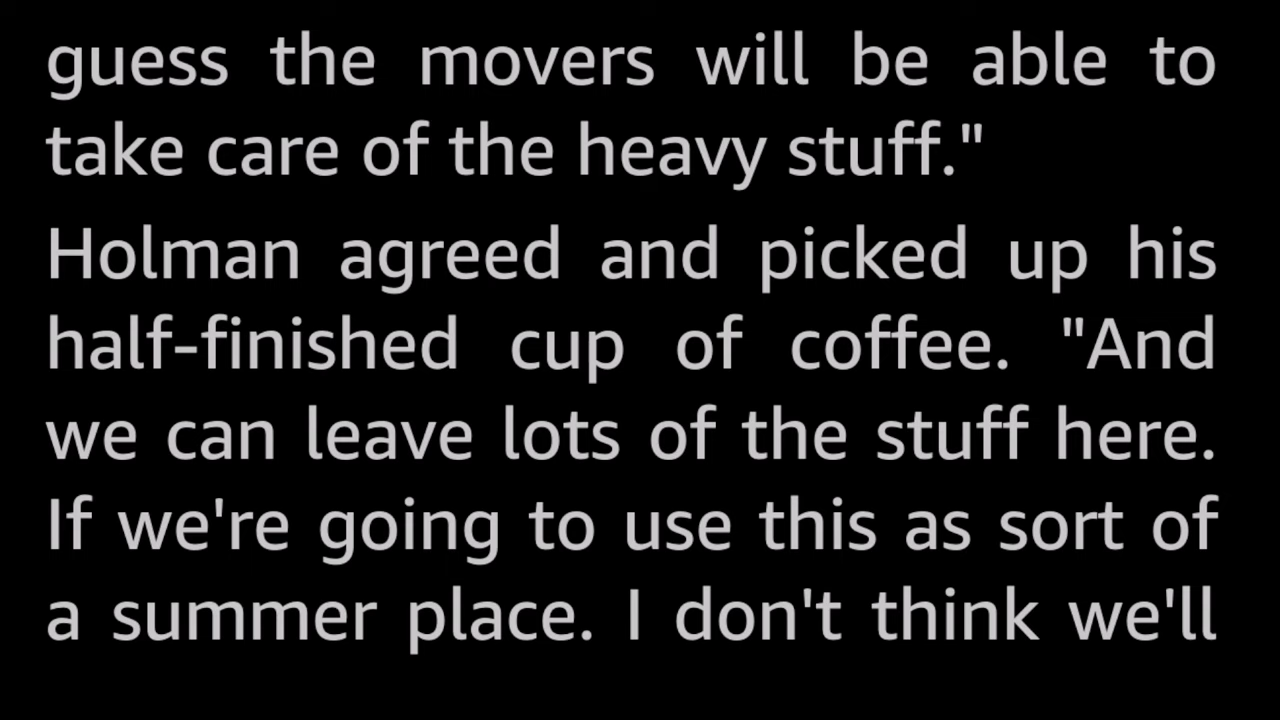 guess the movers will be able to
take care of the heavy stuff."
Holman agreed and picked up his
half-finished cup of coffee. "And
we can leave lots of the stuff here.
If we're going to use this as sort of
a summer place. I don't think we'll